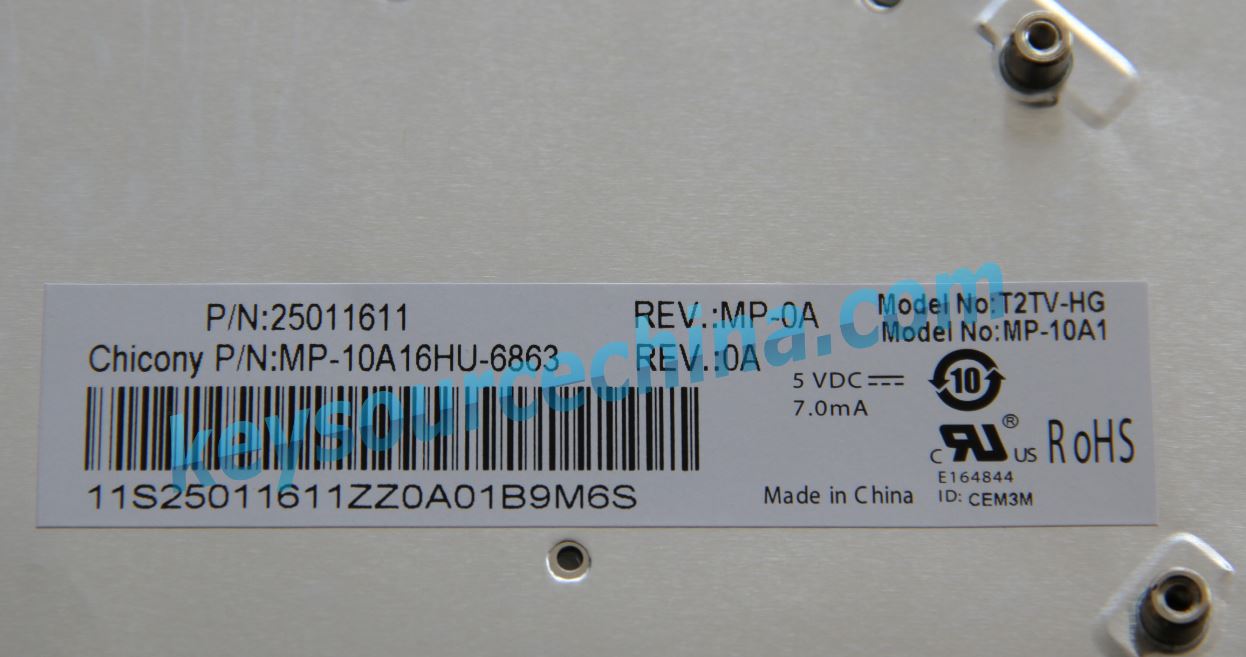 P/N:25011611 REV.:MP-0A Model No:T2TV-HG
Model No:MP-10A1
Chicony P/N:MP-10A16HU-6863 REV.:0A
5 VDC
7.0mA
10
C RU ® US RoHS
E164844
11S25011611ZZ0A01B9M6S Made in China ID: CEM3M
keysourcechina.com